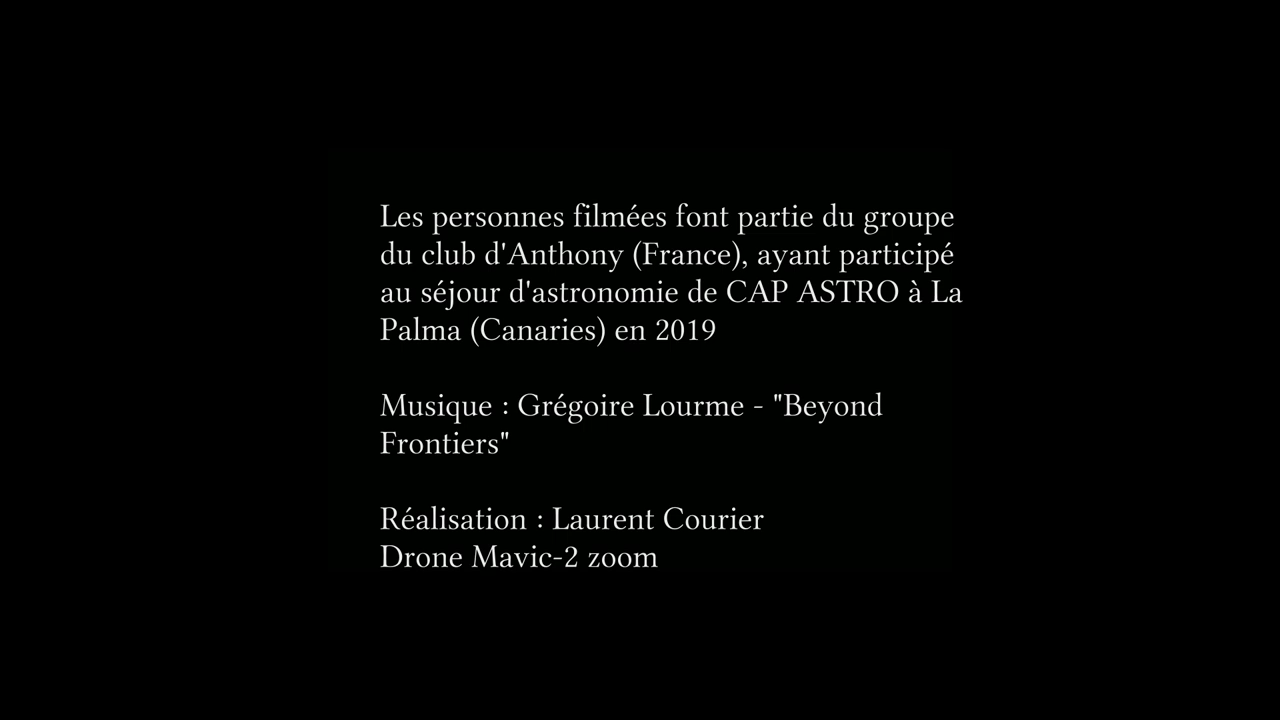 Les personnes filmées font partie du groupe
du club d'Anthony (France), ayant participé
au séjour d'astronomie de CAP ASTRO à La
Palma (Canaries) en 2019
Musique : Grégoire Lourme - "Beyond
Frontiers"
Réalisation : Laurent Courier
Drone Mavic-2 zoom